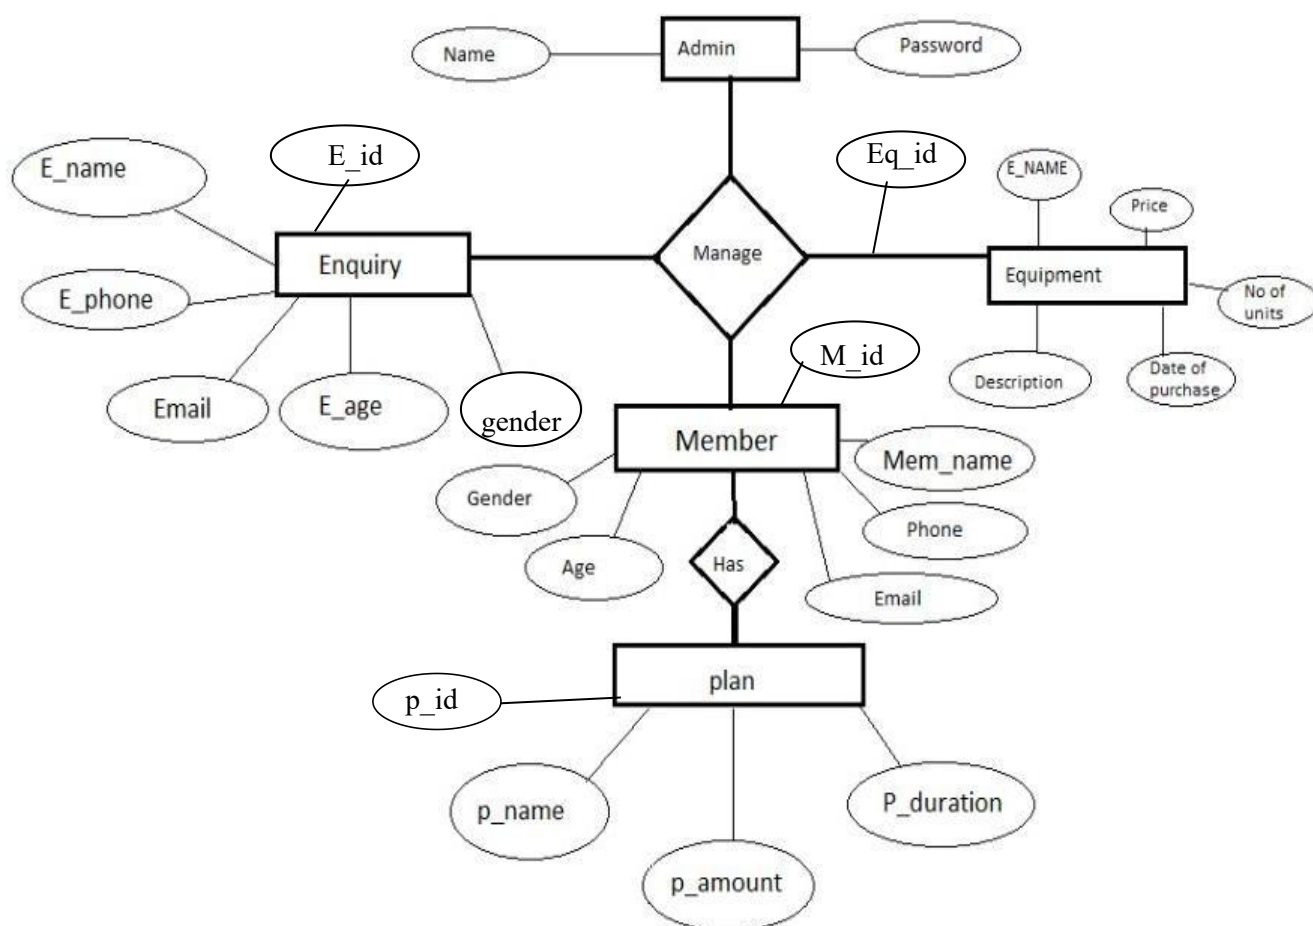 Name
Admin
Password
E_name
E_id
Eq_id
E_NAME
Price
Enquiry
Manage
Equipment
E_phone
No of
units
M_id
Email
E_age
gender
Description
Date of
purchase
Member
Mem_name
Gender
Phone
Age
Has
Email
plan
p_id
p_name
P_duration
p_amount